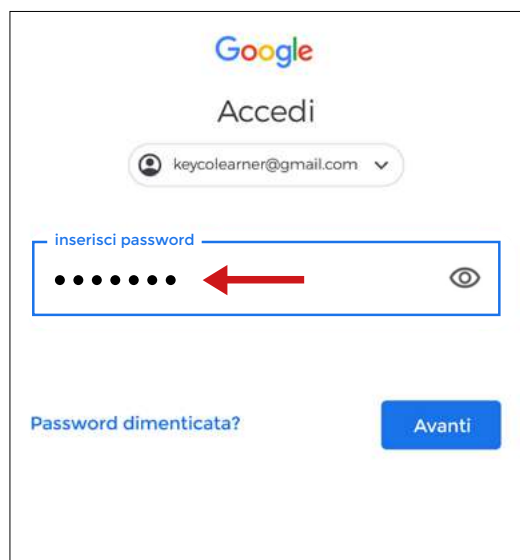 Google
Accedi
keycolearner@gmail.com
inserisci password
Password dimenticata?
Avanti